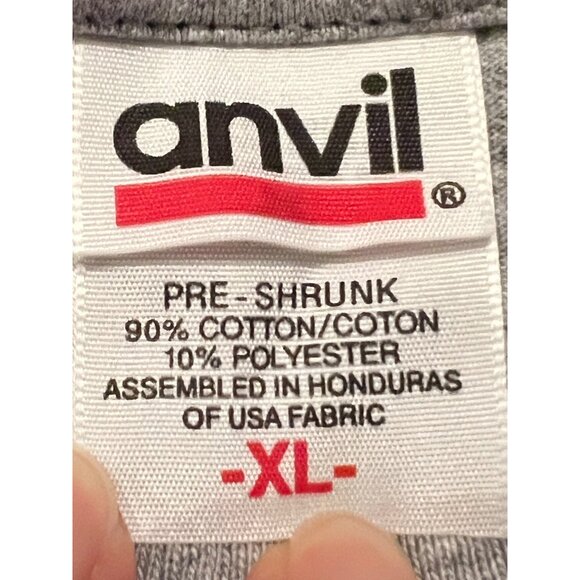 anvil®
PRE-SHRUNK
90% COTTON/COTON
10% POLYESTER
ASSEMBLED IN HONDURAS
OF USA FABRIC
-XL-